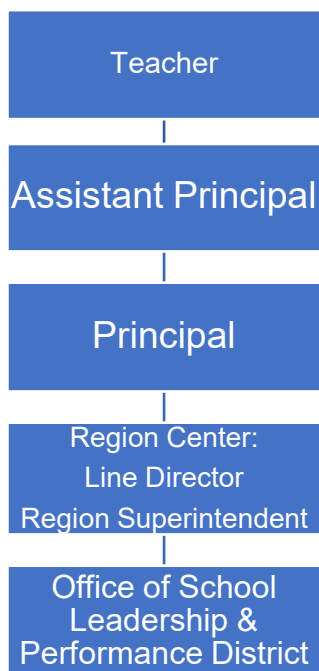 Teacher
Assistant Principal
Principal
Region Center:
Line Director
Region Superintendent
Office of School
Leadership &
Performance District